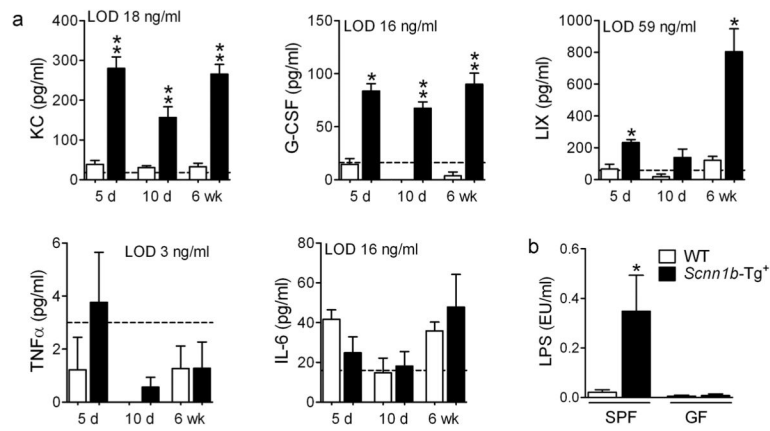 a
LOD 18 ng/ml
KC (pg/ml)
400
300
200
100
0
**
**
**
5 d 10 d 6 wk
LOD 16 ng/ml
G-CSF (pg/ml)
150
100
50
0
*
**
**
5 d 10 d 6 wk
LOD 59 ng/ml
LIX (pg/ml)
1000
800
600
400
200
0
*
*
5 d 10 d 6 wk
LOD 3 ng/ml
TNFα (pg/ml)
6
4
2
0
5 d 10 d 6 wk
LOD 16 ng/ml
IL-6 (pg/ml)
80
60
40
20
0
5 d 10 d 6 wk
b
WT
Scnn1b-Tg+
LPS (EU/ml)
0.6
0.4
0.2
0.0
*
SPF GF